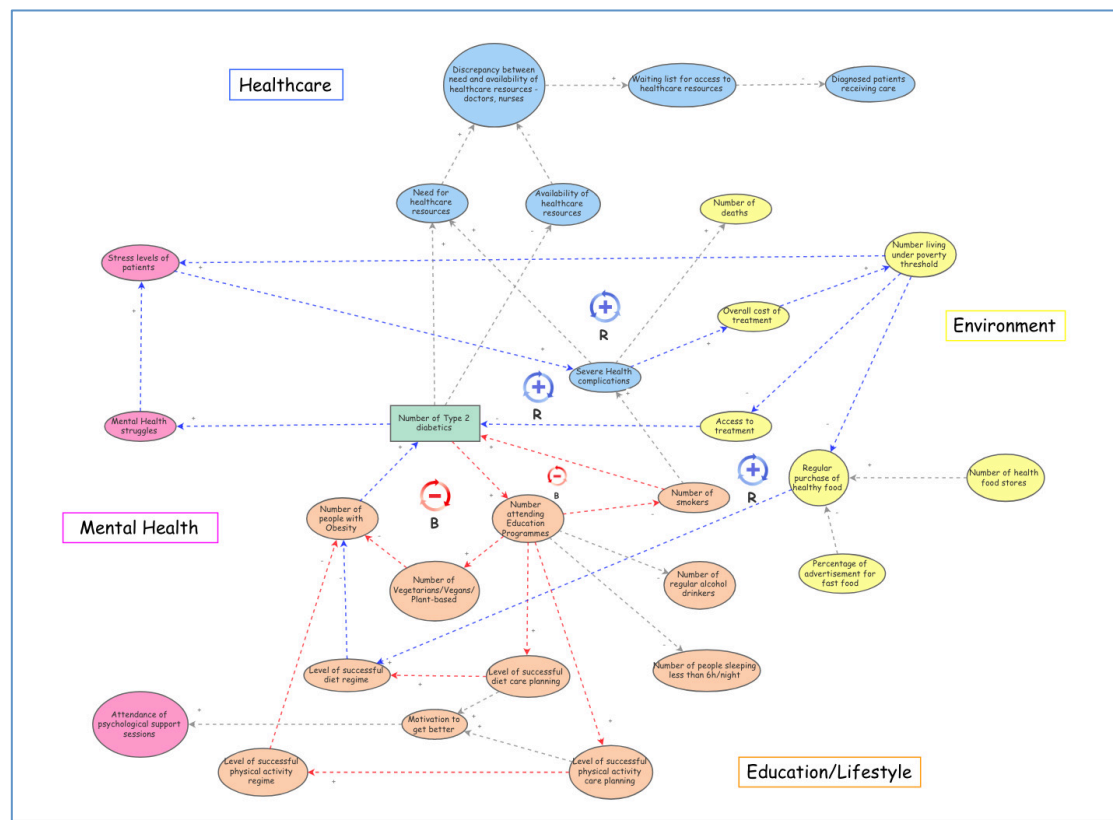 Healthcare
Discrepancy between
need and availability of
healthcare resources -
doctors, nurses
Waiting list for access to
healthcare resources
Diagnosed patients
receiving care
Need for
healthcare resources
Availability of
healthcare resources
Number of
deaths
Stress levels of
patients
Number living
under poverty
threshold
Overall cost of
treatment
Environment
R
Severe Health
complications
R
Mental Health
struggles
Number of Type 2
diabetics
Access to
treatment
Regular
purchase of
healthy food
Number of health
food stores
R
B
B
Number of
smokers
Number of
people with
Obesity
Number
attending
Education
Programmes
Mental Health
Number of
Vegetarians/Vegans/
Plant-based
Number of
regular alcohol
drinkers
Percentage of
advertisement for
fast food
Level of successful
diet regime
Level of successful
diet care planning
Number of people sleeping
less than 6h/night
Attendance of
psychological support
sessions
Motivation to
get better
Level of successful
physical activity
regime
Level of successful
physical activity
care planning
Education/Lifestyle